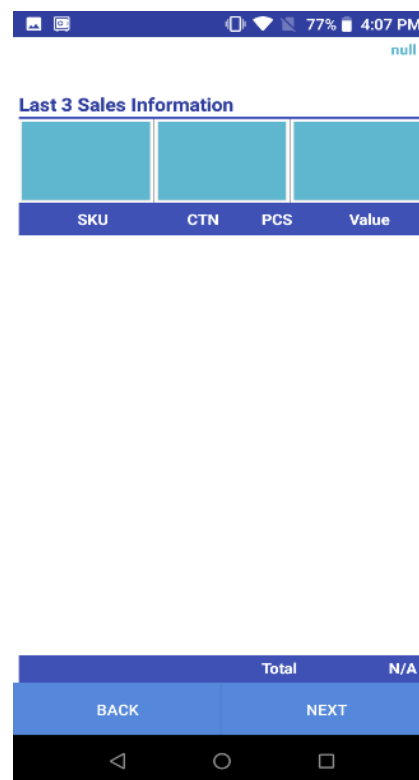 77% 4:07 PM
null
Last 3 Sales Information
SKU CTN PCS Value
Total N/A
BACK NEXT